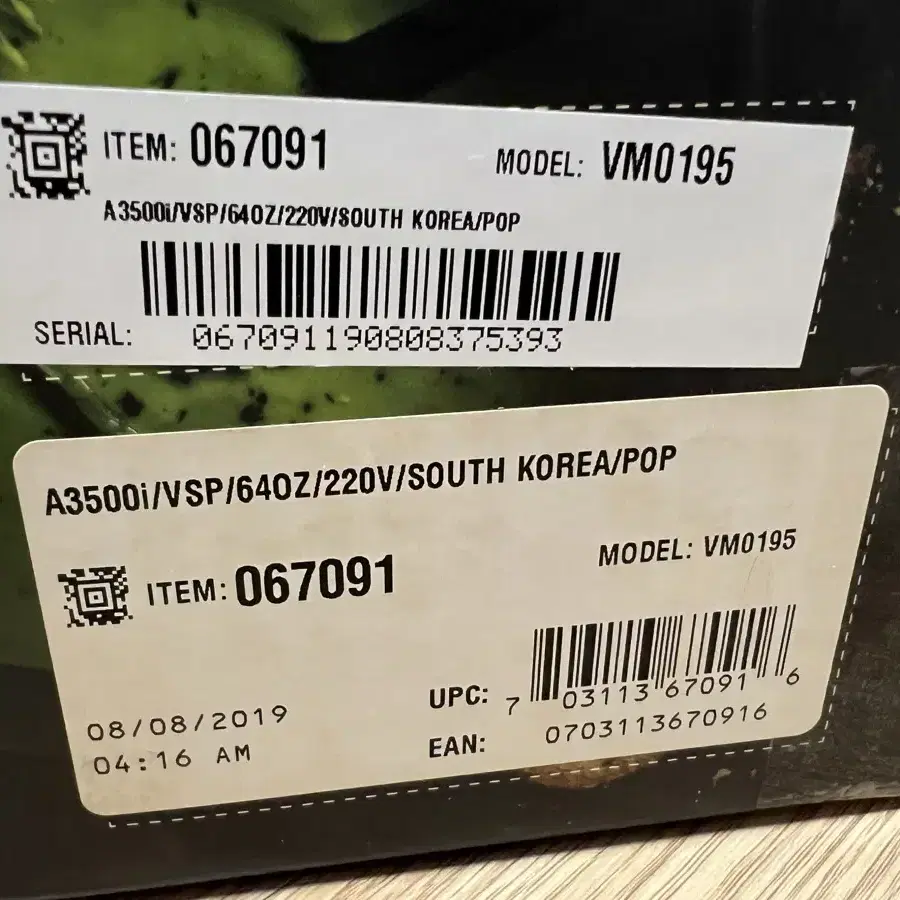 ITEM: 067091
MODEL: VM0195
A3500i/VSP/64OZ/220V/SOUTH KOREA/POP
SERIAL: 067091190808375393
A3500i/VSP/64OZ/220V/SOUTH KOREA/POP
ITEM: 067091
MODEL: VM0195
08/08/2019
04:16 AM
UPC: 7 03113 67091 6
EAN: 0703113670916